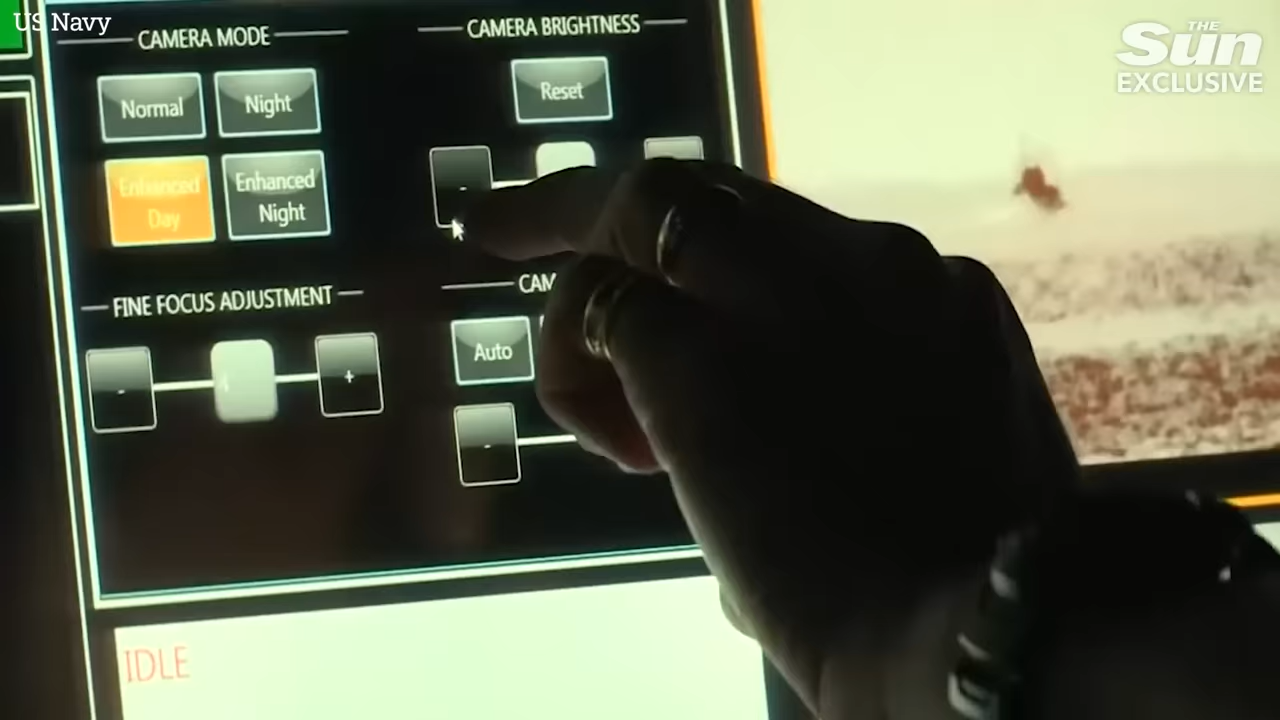 US Navy
THE
Sun
EXCLUSIVE
CAMERA MODE
CAMERA BRIGHTNESS
Normal
Night
Reset
Enhanced
Day
Enhanced
Night
-
FINE FOCUS ADJUSTMENT
CAM
-
+
Auto
-
IDLE